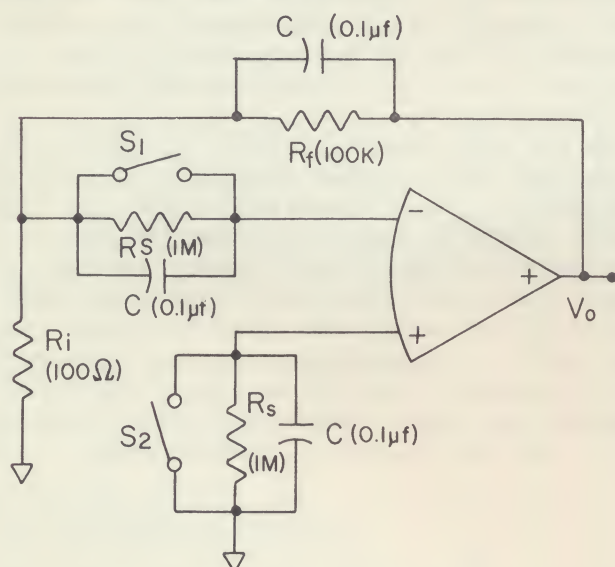 C (0.1µf)
Rf(100K)
S1
RS (1M)
C (0.1µf)
Ri
(100Ω)
-
+
+
Vo
S2
Rs
(1M)
C (0.1µf)